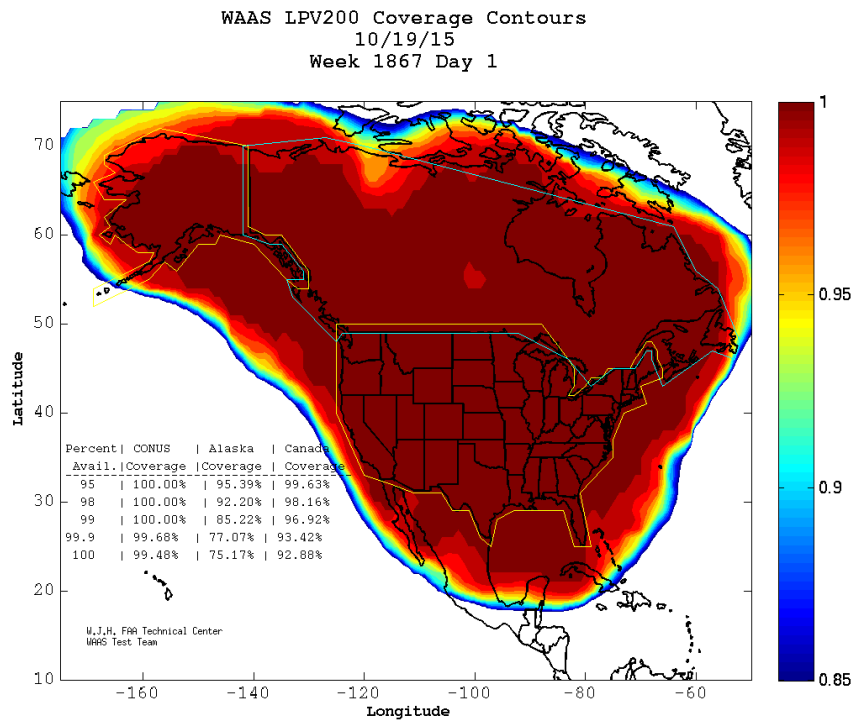 WAAS LPV200 Coverage Contours
10/19/15
Week 1867 Day 1
1
0.95
0.9
0.85
70
60
50
40
30
20
10
Latitude
Percent| CONUS | Alaska | Canada
Avail. |Coverage |Coverage | Coverage
95 | 100.00% | 95.39% | 99.63%
98 | 100.00% | 92.20% | 98.16%
99 | 100.00% | 85.22% | 96.92%
99.9 | 99.68% | 77.07% | 93.42%
100 | 99.48% | 75.17% | 92.88%
W.J.H. FAA Technical Center
WAAS Test Team
-160 -140 -120 -100 -80 -60
Longitude